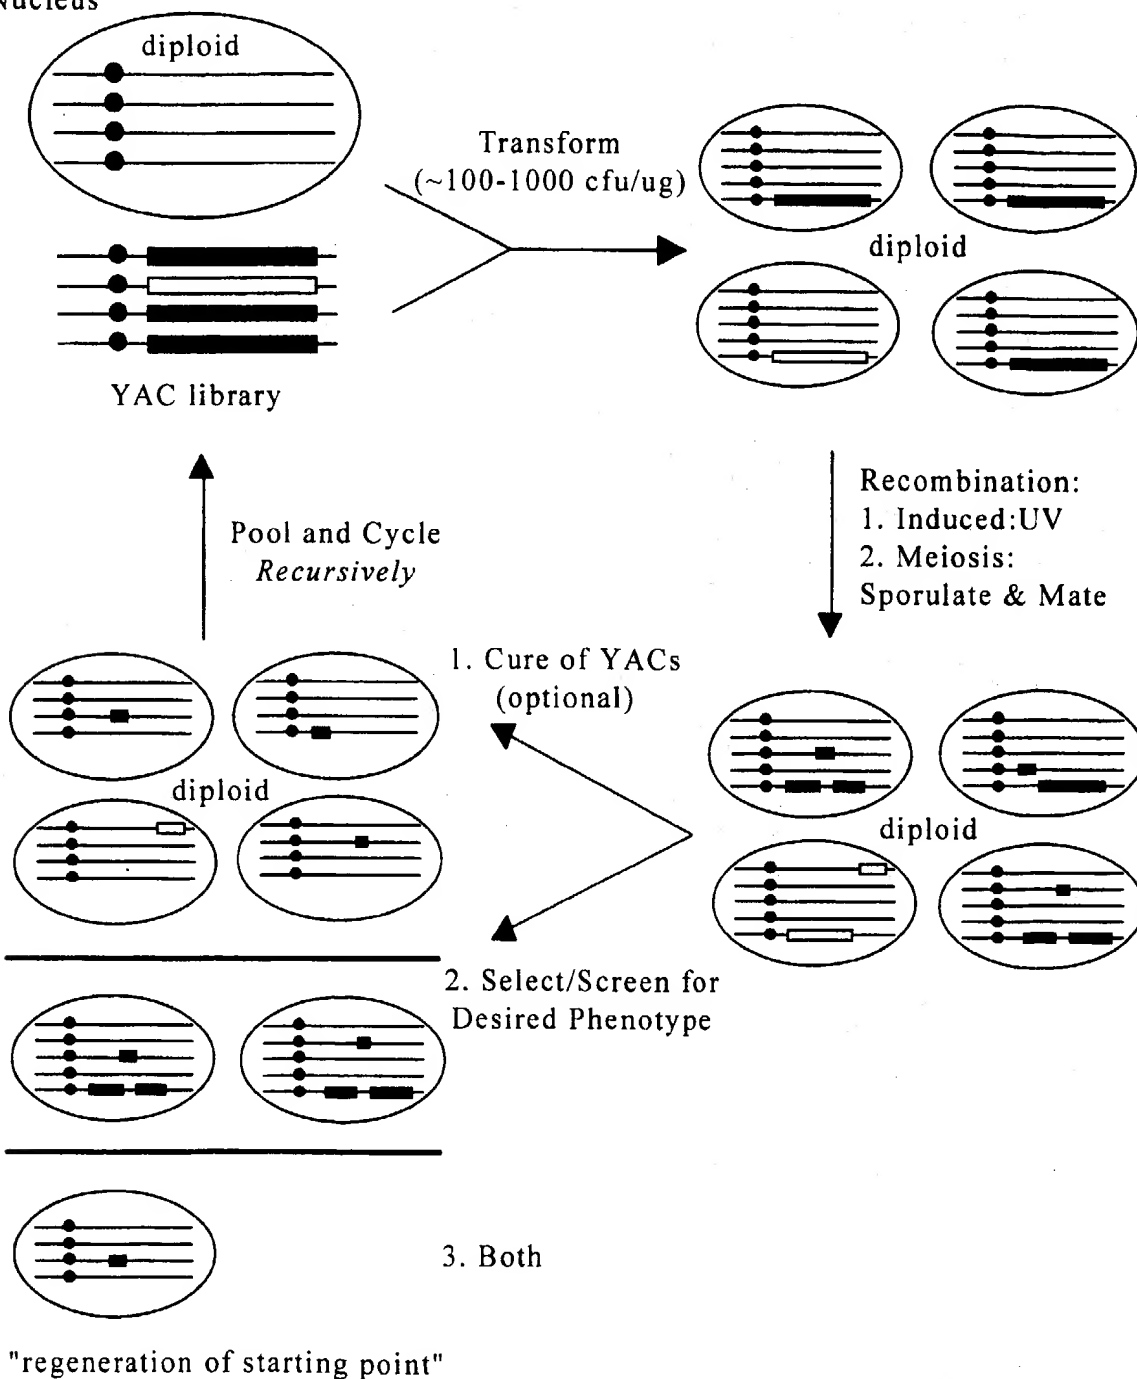 Nucleus
diploid
Transform
(~100-1000 cfu/ug)
diploid
YAC library
Recombination:
1. Induced:UV
2. Meiosis:
Sporulate & Mate
Pool and Cycle
Recursively
1. Cure of YACs
(optional)
diploid
diploid
2. Select/Screen for
Desired Phenotype
3. Both
"regeneration of starting point"